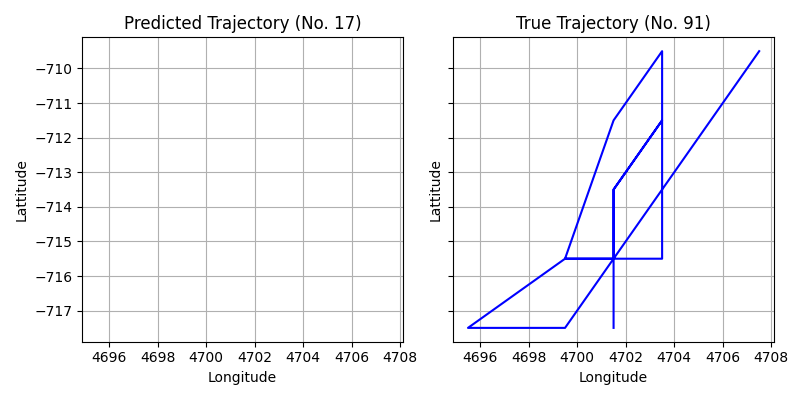 Predicted Trajectory (No. 17)
−710
−711
−712
−713
−714
−715
−716
−717
Lattitude
4696 4698 4700 4702 4704 4706 4708
Longitude
True Trajectory (No. 91)
Lattitude
4696 4698 4700 4702 4704 4706 4708
Longitude